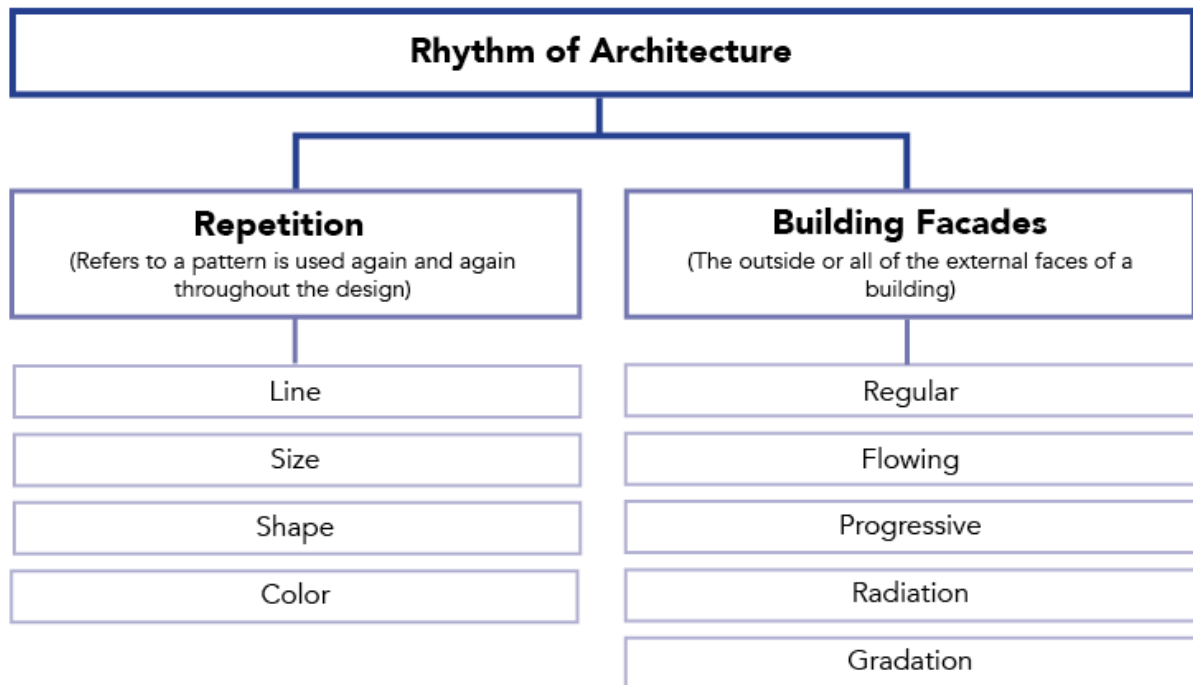 Rhythm of Architecture
Repetition
(Refers to a pattern is used again and again
throughout the design)
Line
Size
Shape
Color
Building Facades
(The outside or all of the external faces of a
building)
Regular
Flowing
Progressive
Radiation
Gradation